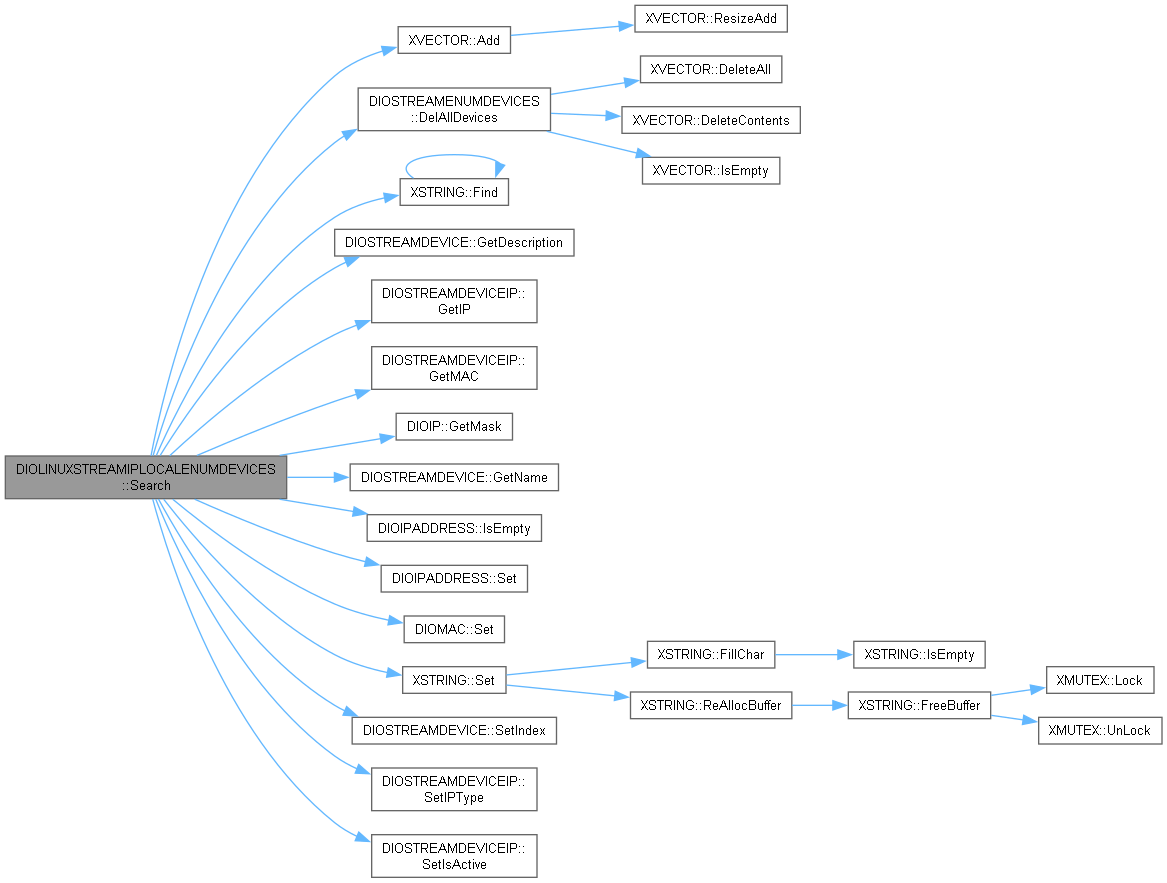 XVECTOR::ResizeAdd
XVECTOR::Add
XVECTOR::DeleteAll
DIOSTREAMENUMDEVICES
::DelAllDevices
XVECTOR::DeleteContents
XVECTOR::IsEmpty
XSTRING::Find
DIOSTREAMDEVICE::GetDescription
DIOSTREAMDEVICEIP::
GetIP
DIOSTREAMDEVICEIP::
GetMAC
DIOIP::GetMask
DIOLINUXSTREAMIPLOCALENUMDEVICES
::Search
DIOSTREAMDEVICE::GetName
DIOIPADDRESS::IsEmpty
DIOIPADDRESS::Set
DIOMAC::Set
XSTRING::Set
XSTRING::FillChar
XSTRING::IsEmpty
XSTRING::ReAllocBuffer
XSTRING::FreeBuffer
XMUTEX::Lock
XMUTEX::UnLock
DIOSTREAMDEVICE::SetIndex
DIOSTREAMDEVICEIP::
SetIPType
DIOSTREAMDEVICEIP::
SetIsActive